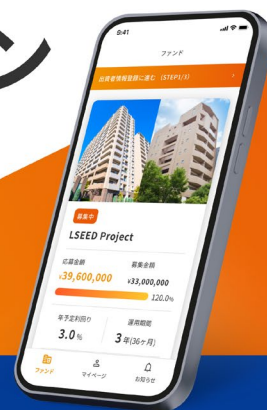 ン
9:41
ファンド
出資者情報登録に進む (STEP1/3)
募集中
LSEED Project
応募金額 募集金額
¥39,600,000 ¥33,000,000
120.0%
年予定利回り 運用期間
3.0 % 3 年(36ヶ月)
ファンド マイページ お知らせ